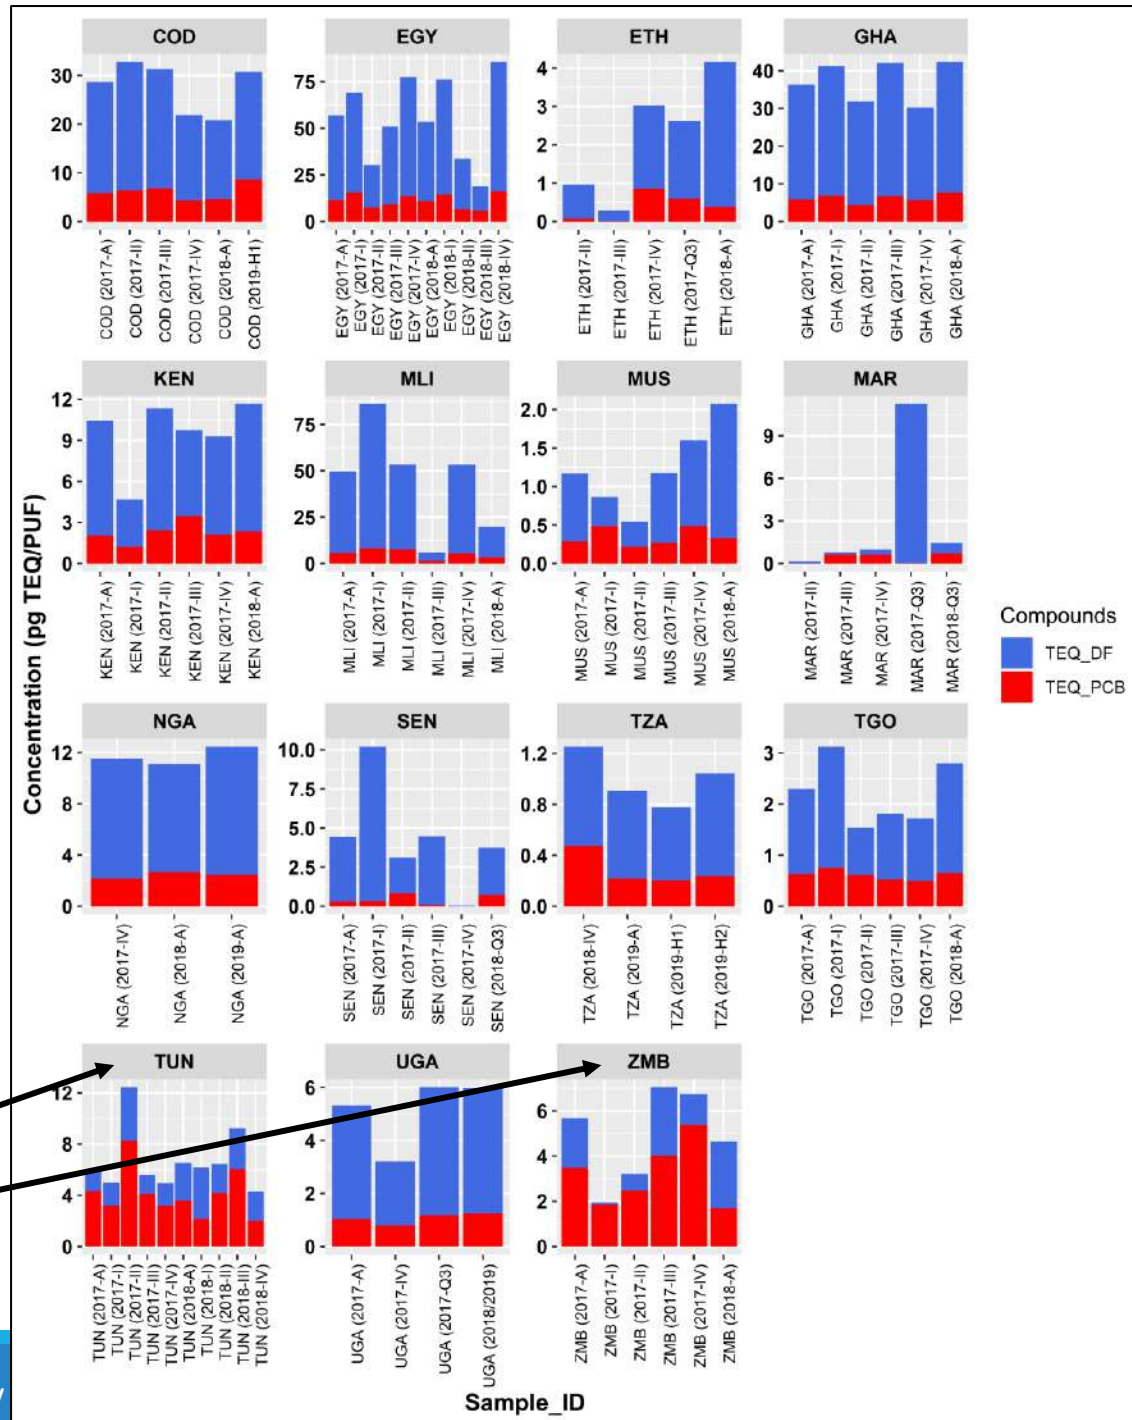 COD EGY ETH GHA
30
20
10
0
75
50
25
0
4
3
2
1
0
40
30
20
10
0
COD (2017-A)
COD (2017-II)
COD (2017-III)
COD (2017-IV)
COD (2018-A)
COD (2019-H1)
EGY (2017-A)
EGY (2017-I)
EGY (2017-II)
EGY (2017-III)
EGY (2017-IV)
EGY (2018-A)
EGY (2018-I)
EGY (2018-II)
EGY (2018-III)
EGY (2018-IV)
ETH (2017-II)
ETH (2017-III)
ETH (2017-IV)
ETH (2017-Q3)
ETH (2018-A)
GHA (2017-A)
GHA (2017-I)
GHA (2017-II)
GHA (2017-III)
GHA (2017-IV)
GHA (2018-A)
KEN MLI MUS MAR
12
9
6
3
0
75
50
25
0
2.0
1.5
1.0
0.5
0.0
9
6
3
0
KEN (2017-A)
KEN (2017-I)
KEN (2017-II)
KEN (2017-III)
KEN (2017-IV)
KEN (2018-A)
MLI (2017-A)
MLI (2017-I)
MLI (2017-II)
MLI (2017-III)
MLI (2017-IV)
MLI (2018-A)
MUS (2017-A)
MUS (2017-I)
MUS (2017-II)
MUS (2017-III)
MUS (2017-IV)
MUS (2018-A)
MAR (2017-II)
MAR (2017-III)
MAR (2017-IV)
MAR (2017-Q3)
MAR (2018-Q3)
Concentration (pg TEQ/PUF)
Compounds
TEQ_DF
TEQ_PCB
NGA SEN TZA TGO
12
8
4
0
10.0
7.5
5.0
2.5
0.0
1.2
0.8
0.4
0.0
3
2
1
0
NGA (2017-IV)
NGA (2018-A)
NGA (2019-A)
SEN (2017-A)
SEN (2017-I)
SEN (2017-II)
SEN (2017-III)
SEN (2017-IV)
SEN (2018-Q3)
TZA (2018-IV)
TZA (2019-A)
TZA (2019-H1)
TZA (2019-H2)
TGO (2017-A)
TGO (2017-I)
TGO (2017-II)
TGO (2017-III)
TGO (2017-IV)
TGO (2018-A)
TUN UGA ZMB
12
8
4
0
6
4
2
0
6
4
2
0
TUN (2017-A)
TUN (2017-I)
TUN (2017-II)
TUN (2017-III)
TUN (2017-IV)
TUN (2018-A)
TUN (2018-I)
TUN (2018-II)
TUN (2018-III)
TUN (2018-IV)
UGA (2017-A)
UGA (2017-IV)
UGA (2017-Q3)
UGA (2018/2019)
ZMB (2017-A)
ZMB (2017-I)
ZMB (2017-II)
ZMB (2017-III)
ZMB (2017-IV)
ZMB (2018-A)
Sample_ID